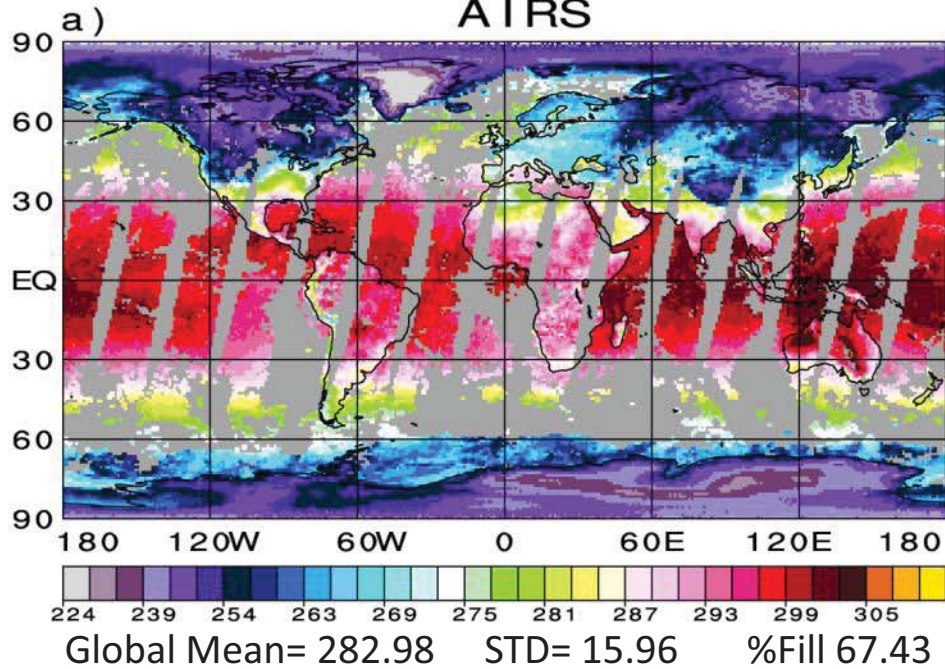 a)
AIRS
90
60
30
EQ
30
60
90
180 120W 60W 0 60E 120E 180
224 239 254 263 269 275 281 287 293 299 305
Global Mean= 282.98 STD= 15.96 %Fill 67.43